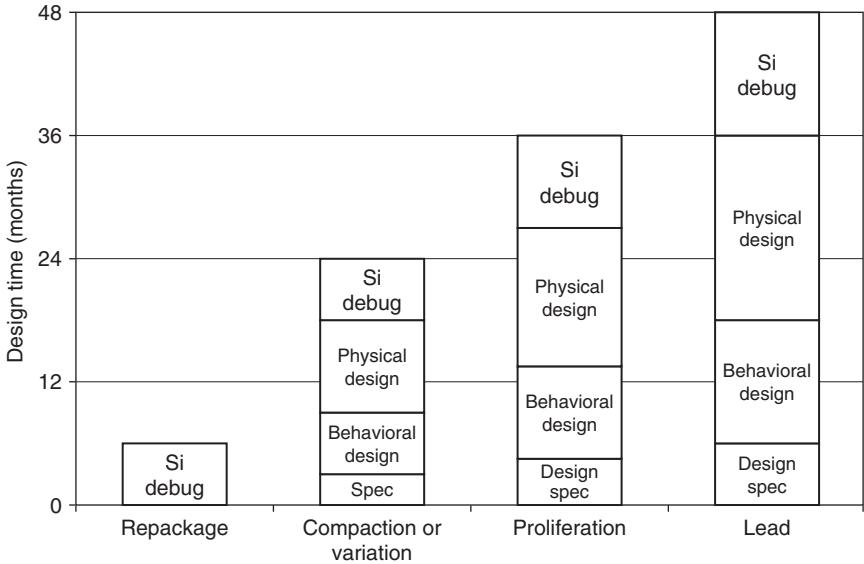 48
36
24
12
0
Design time (months)
Si
debug
Si
debug
Physical
design
Behavioral
design
Spec
Si
debug
Physical
design
Behavioral
design
Design
spec
Si
debug
Physical
design
Behavioral
design
Design
spec
Repackage
Compaction or
variation
Proliferation
Lead